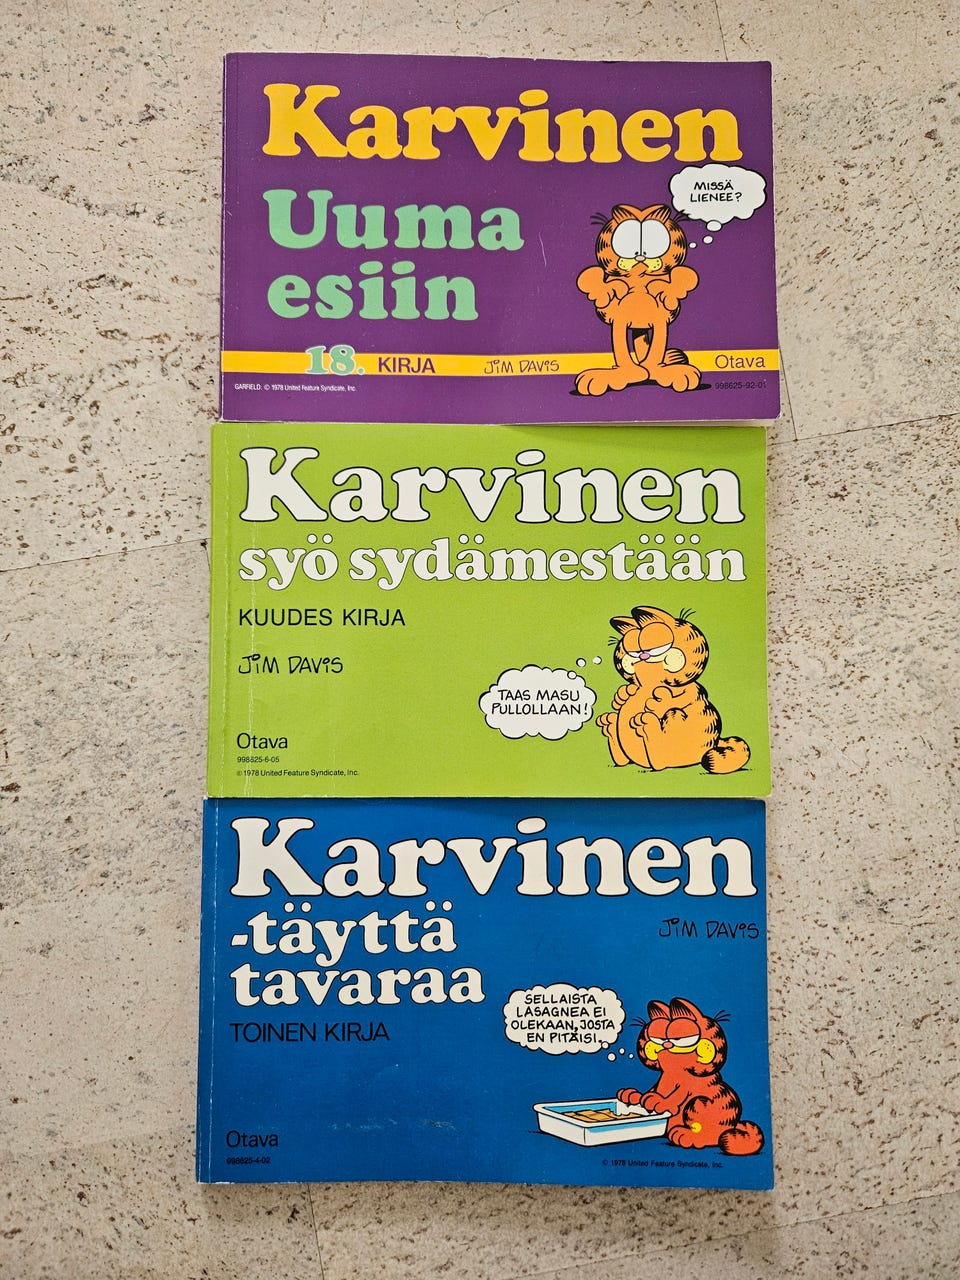 Karvinen
Uuma
esiin
MISSÄ
LIENEE?
18. KIRJA
JIM DAVIS
Otava
GARFIELD: © 1978 United Feature Syndicate, Inc.
998625-92-01
Karvinen
syö sydämestään
KUUDES KIRJA
JIM DAVIS
TAAS MASU
PULLOLLAAN!
Otava
998625-6-05
© 1978 United Feature Syndicate, Inc.
Karvinen
-täyttä
tavaraa
JIM DAVIS
TOINEN KIRJA
SELLAISTA
LASAGNEA EI
OLEKAAN, JOSTA
EN PITÄISI.
Otava
998625-4-02
© 1978 United Feature Syndicate, Inc.